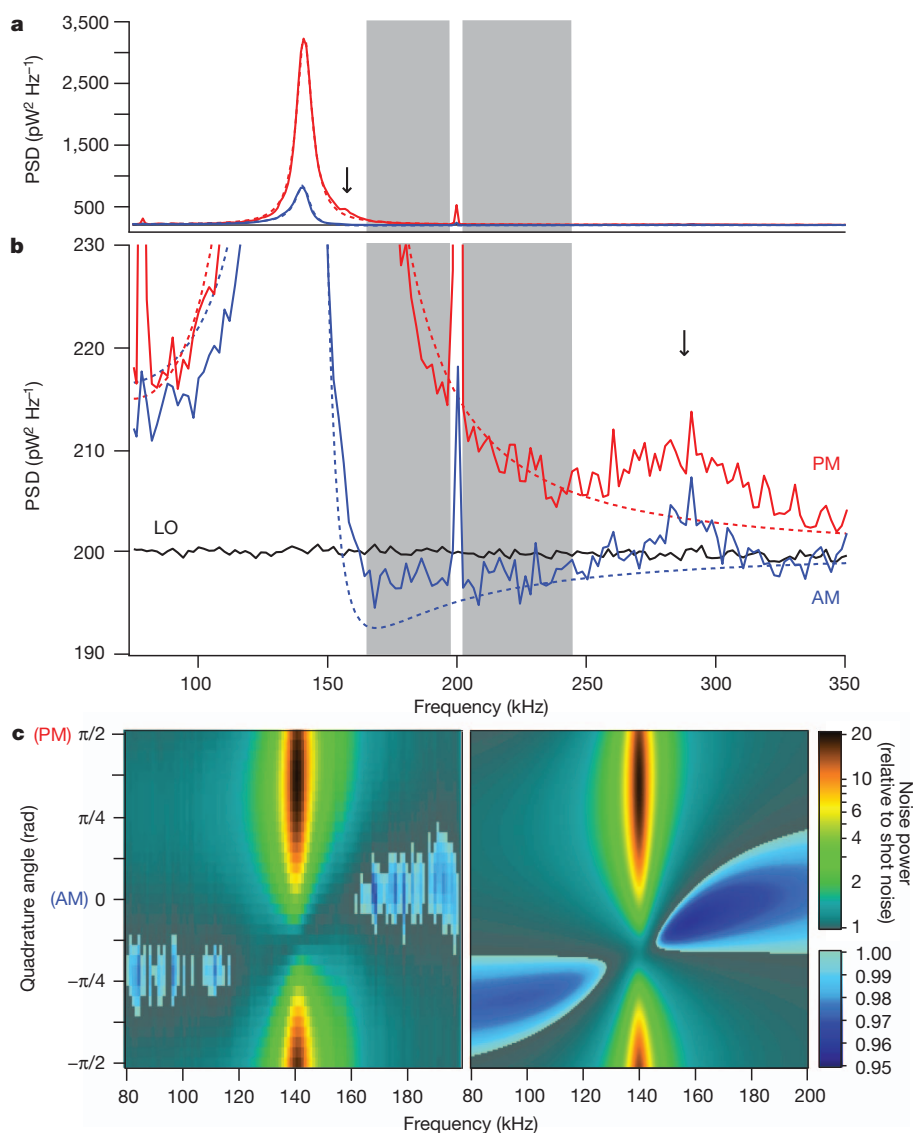 a
3,500
2,500
1,500
500
PSD (pW² Hz⁻¹)
b
230
220
210
200
190
PSD (pW² Hz⁻¹)
LO
PM
AM
100
150
200
250
300
350
Frequency (kHz)
c
(PM) π/2
π/4
(AM) 0
−π/4
−π/2
Quadrature angle (rad)
80 100 120 140 160 180
80 100 120 140 160 180 200
Frequency (kHz)
20
10
6
4
2
1
Noise power
(relative to shot noise)
1.00
0.99
0.98
0.97
0.96
0.95